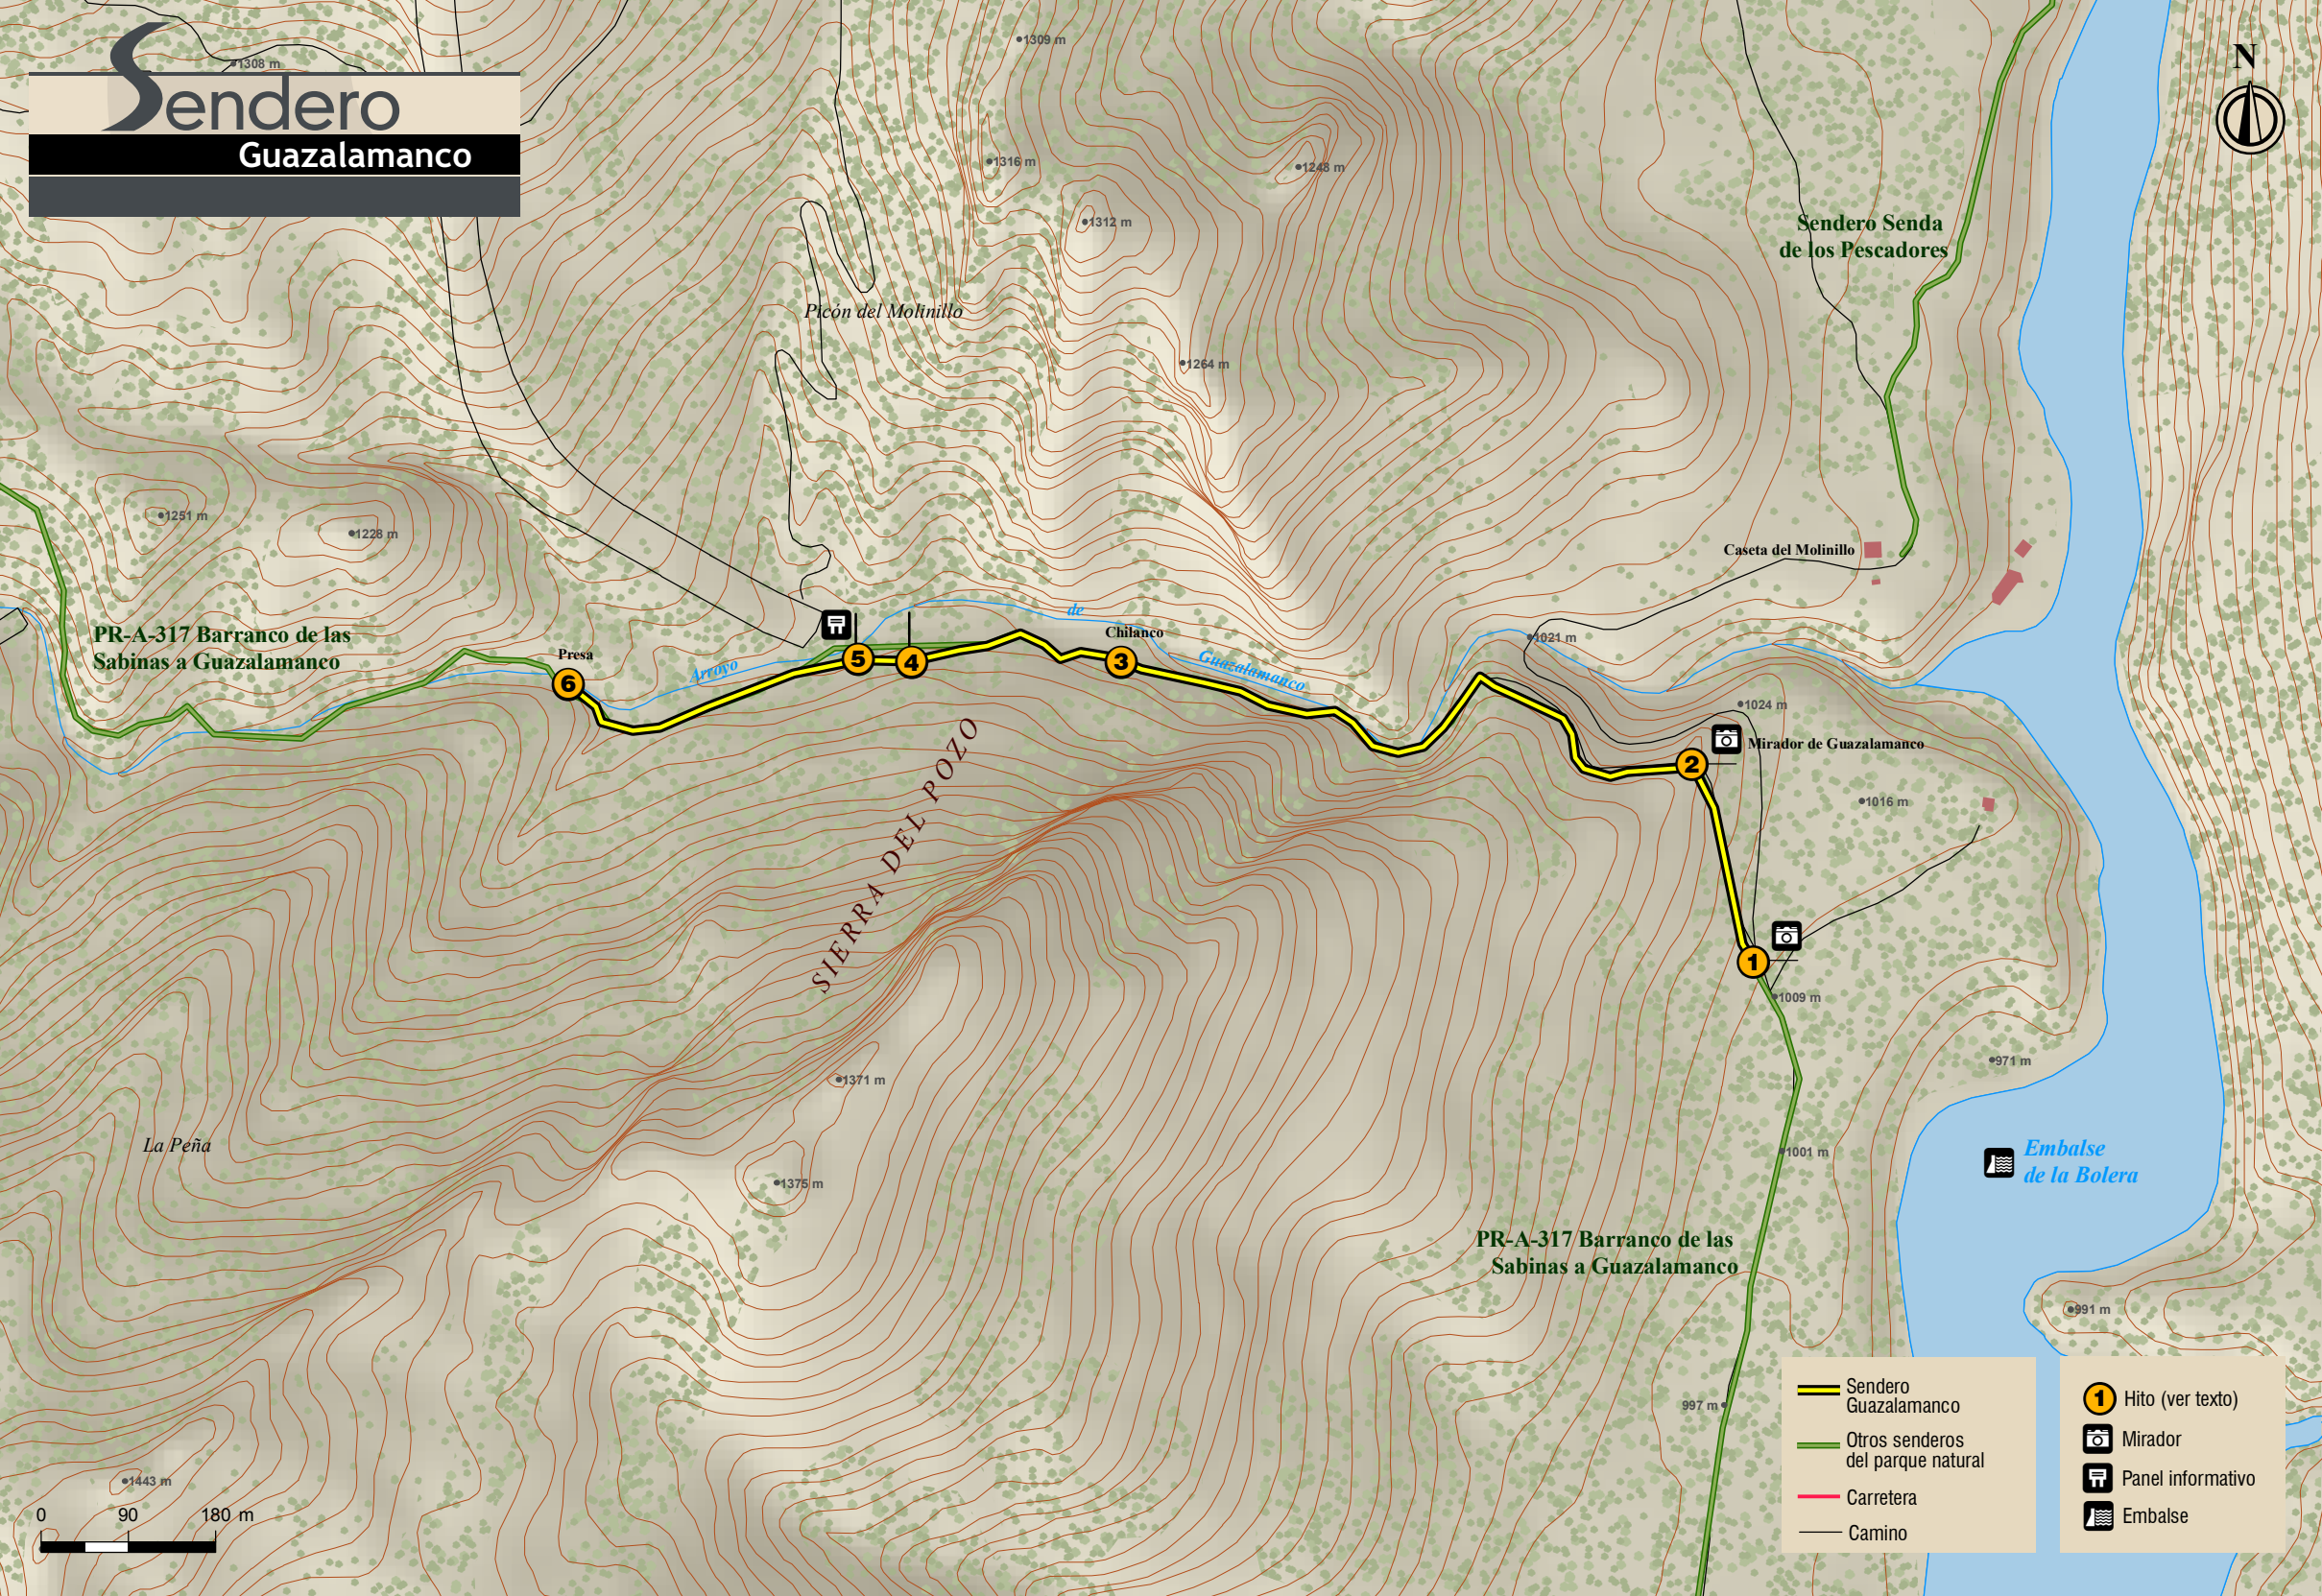 Sendero
Guazalamanco
N
1308 m
1309 m
1316 m
1248 m
1312 m
Sendero Senda
de los Pescadores
Picón del Molinillo
1264 m
1251 m
1228 m
Caseta del Molinillo
PR-A-317 Barranco de las
Sabinas a Guazalamanco
Presa
6
Arroyo
5
4
de
Chilanco
3
Guazalamanco
1021 m
1024 m
Mirador de Guazalamanco
2
1016 m
SIERRA DEL POZO
1
1009 m
971 m
1371 m
La Peña
1375 m
1001 m
Embalse
de la Bolera
PR-A-317 Barranco de las
Sabinas a Guazalamanco
991 m
997 m
1443 m
0 90 180 m
Sendero
Guazalamanco
Otros senderos
del parque natural
Carretera
Camino
1 Hito (ver texto)
Mirador
Panel informativo
Embalse